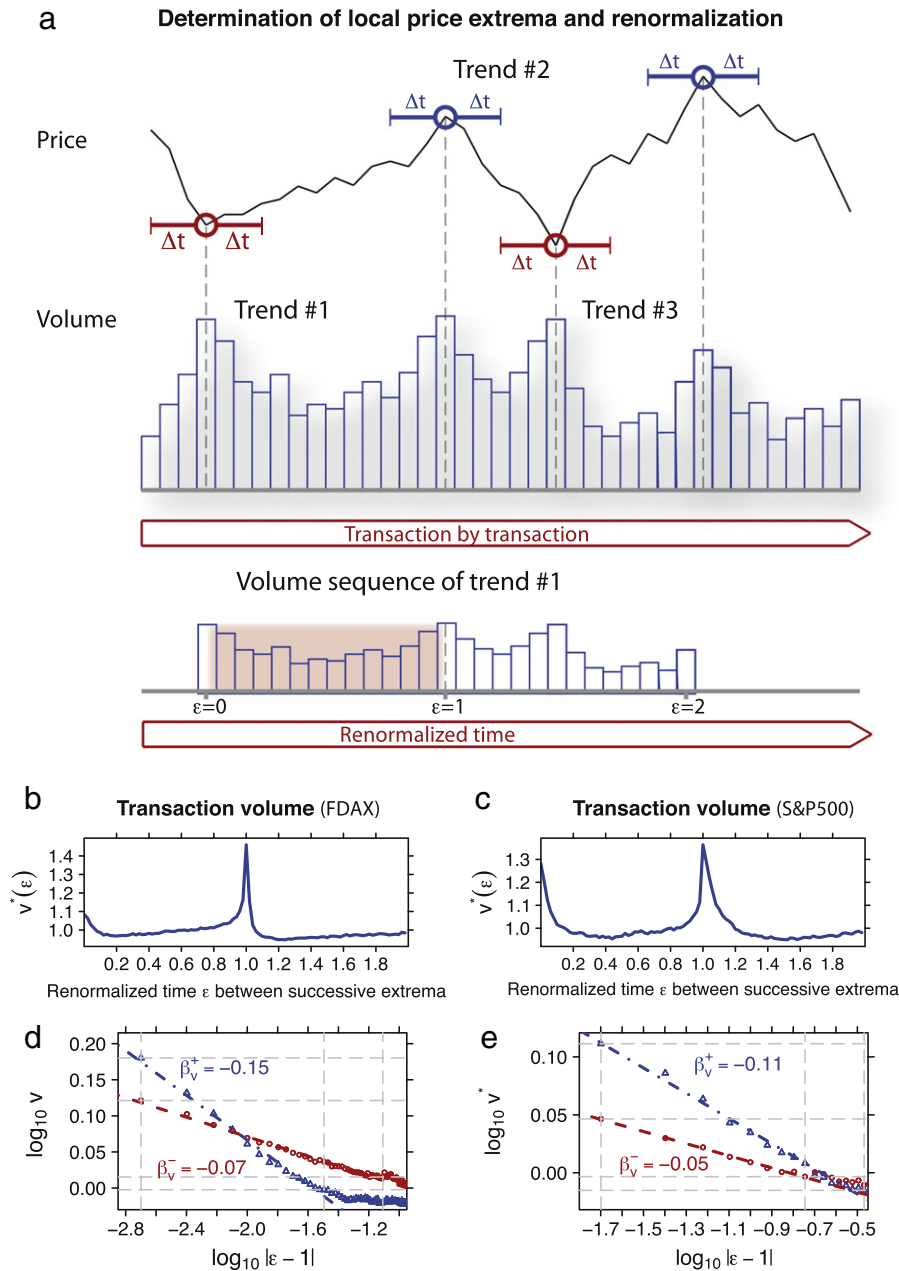 a
Determination of local price extrema and renormalization
Trend #2
Δt Δt
Δt Δt
Price
Δt Δt
Δt Δt
Volume
Trend #1
Trend #3
Transaction by transaction
Volume sequence of trend #1
ε=0 ε=1 ε=2
Renormalized time
b
Transaction volume (FDAX)
v*(ε)
1.4
1.3
1.2
1.1
1.0
0.2 0.4 0.6 0.8 1.0 1.2 1.4 1.6 1.8
Renormalized time ε between successive extrema
c
Transaction volume (S&P500)
v*(ε)
1.3
1.2
1.1
1.0
0.2 0.4 0.6 0.8 1.0 1.2 1.4 1.6 1.8
Renormalized time ε between successive extrema
d
log₁₀ v
0.20
0.15
0.10
0.05
0.00
βᵥ⁺ = −0.15
βᵥ⁻ = −0.07
−2.8 −2.4 −2.0 −1.6 −1.2
log₁₀ |ε − 1|
e
log₁₀ v*
0.10
0.05
0.00
βᵥ⁺ = −0.11
βᵥ⁻ = −0.05
−1.7 −1.5 −1.3 −1.1 −0.9 −0.7 −0.5
log₁₀ |ε − 1|